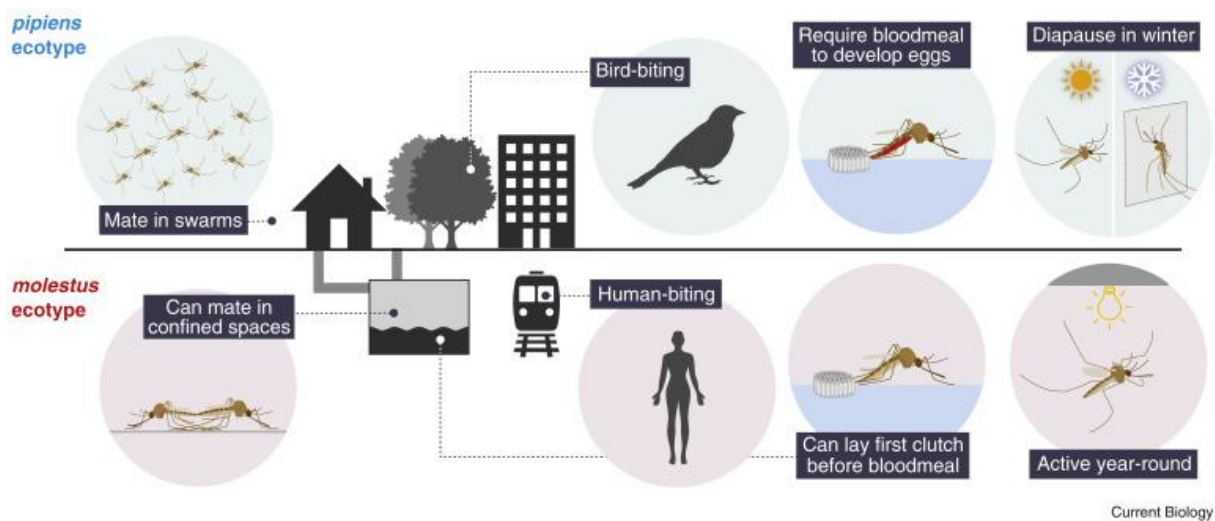 pipiens
ecotype
Mate in swarms
Bird-biting
Require bloodmeal
to develop eggs
Diapause in winter
molestus
ecotype
Can mate in
confined spaces
Human-biting
Can lay first clutch
before bloodmeal
Active year-round
Current Biology